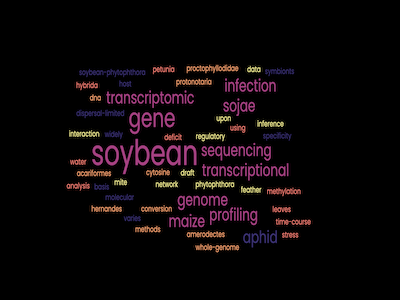 petunia proctophyllodidae data
soybean-phytophthora symbionts
hybrida host protonotaria infection
dna transcriptomic sojae
dispersal-limited gene upon
using inference
interaction widely deficit regulatory specificity
soybean sequencing
water
acariformes cytosine draft transcriptional
analysis basis mite network phytophthora feather methylation
molecular genome
hernandes conversion profiling leaves
varies maize time-course
methods amerodectes aphid stress
whole-genome